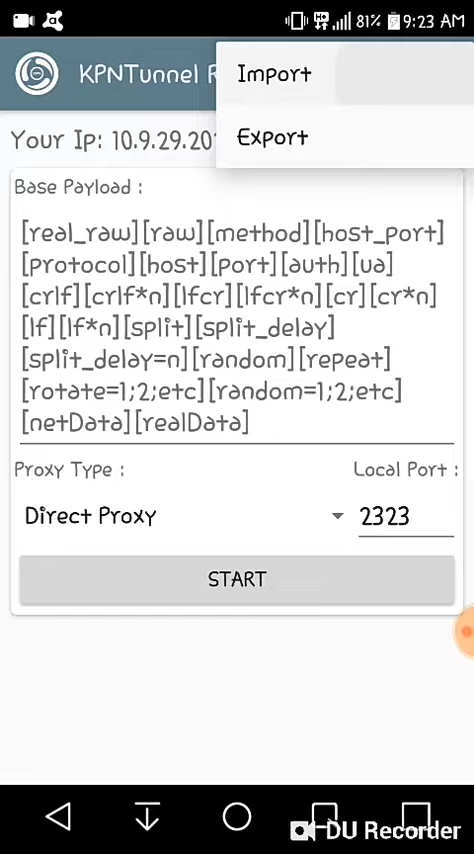 81% 9:23 AM
KPNTunnel R
Import
Export
Your Ip: 10.9.29.20
Base Payload :
[real_raw][raw][method][host_port]
[protocol][host][port][auth][ua]
[crlf][crlf*n][lfcr][lfcr*n][cr][cr*n]
[lf][lf*n][split][split_delay]
[split_delay=n][random][repeat]
[rotate=1;2;etc][random=1;2;etc]
[netData][realData]
Proxy Type : Local Port :
Direct Proxy 2323
START
DU Recorder